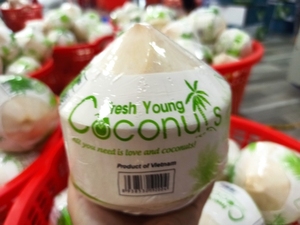 Fresh Young
Coconuts
All you need is love and coconuts!
Product of Vietnam